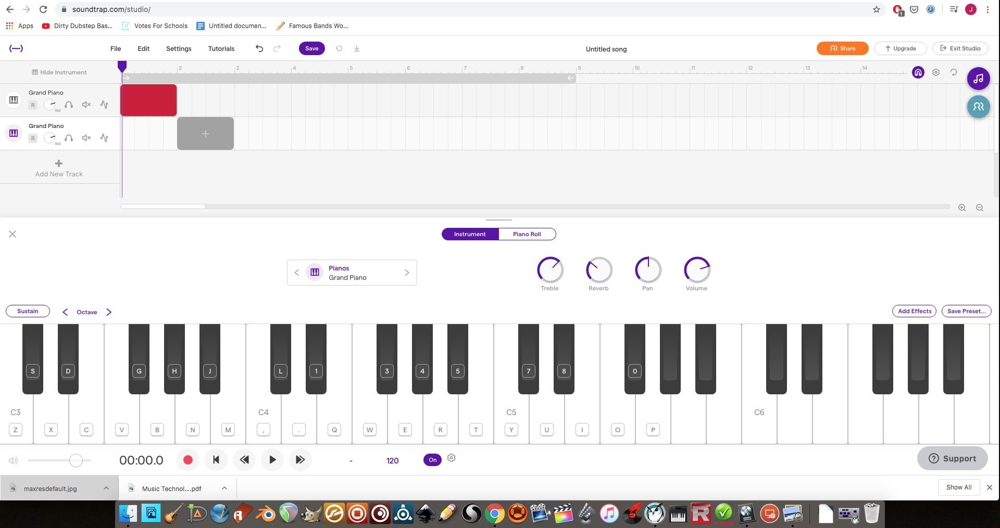 soundtrap.com/studio/
1
J
Apps
Dirty Dubstep Bas...
Votes For Schools
Untitled documen...
Famous Bands Wo...
File
Edit
Settings
Tutorials
Save
Untitled song
Share
Upgrade
Exit Studio
Hide Instrument
2 3 4 5 6 7 8 9 10 11 12 13 14
Grand Piano
R
Vol
Grand Piano
R
Vol
Add New Track
Instrument
Piano Roll
Pianos
Grand Piano
Treble
Reverb
Pan
Volume
Sustain
Octave
Add Effects
Save Preset...
S D G H J L 1 3 4 5 7 8 0
C3 C4 C5 C6
Z X C V B N M , . Q W E R T Y U I O P
00:00.0
-
120
On
Support
maxresdefault.jpg
Music Technol....pdf
Show All